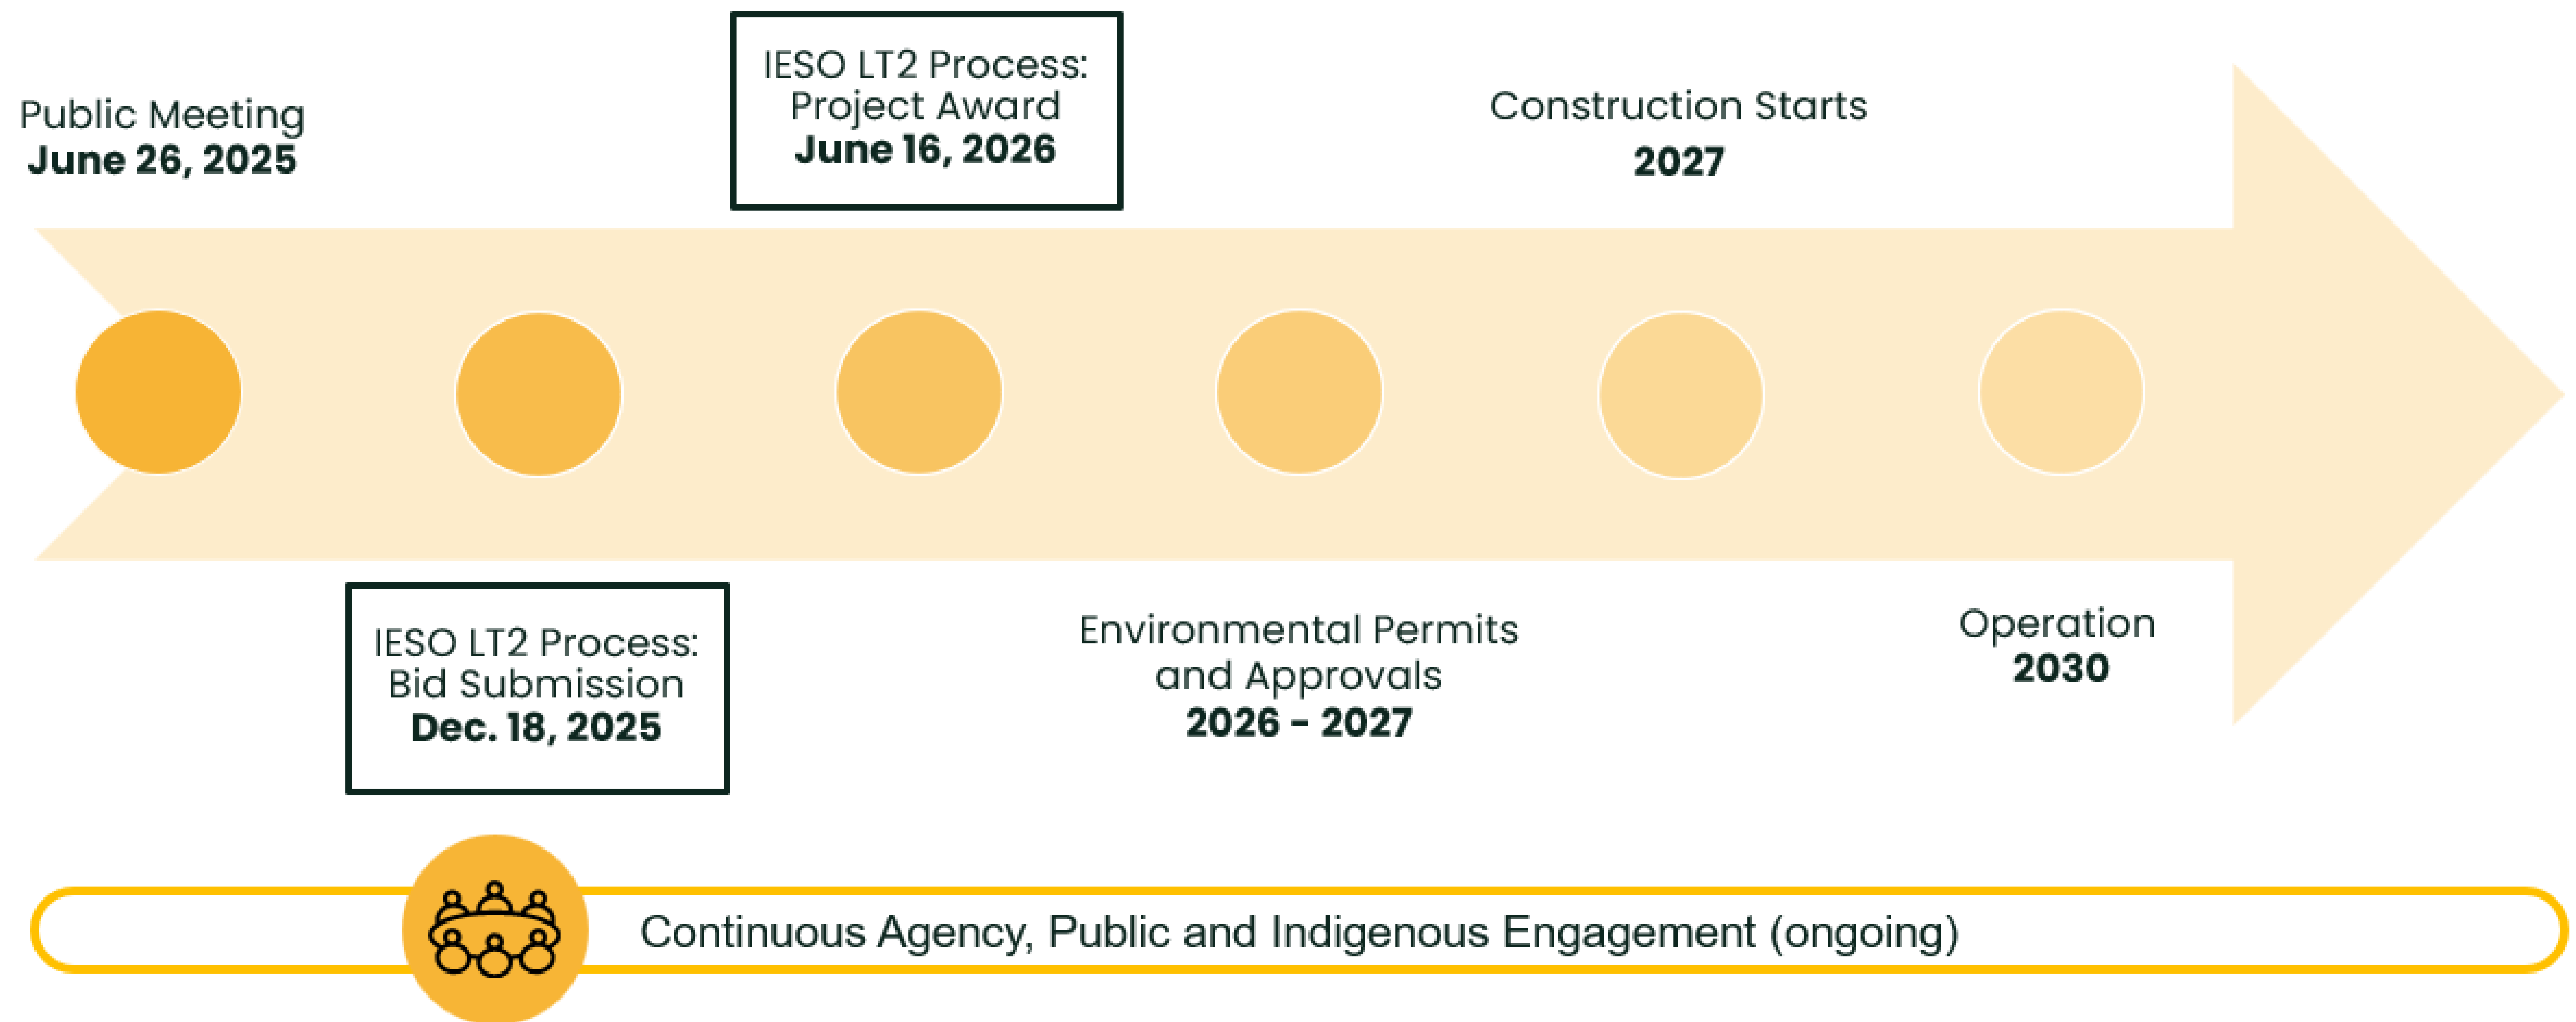 Public Meeting
June 26, 2025
IESO LT2 Process:
Bid Submission
Dec. 18, 2025
IESO LT2 Process:
Project Award
June 16, 2026
Environmental Permits
and Approvals
2026 - 2027
Construction Starts
2027
Operation
2030
Continuous Agency, Public and Indigenous Engagement (ongoing)